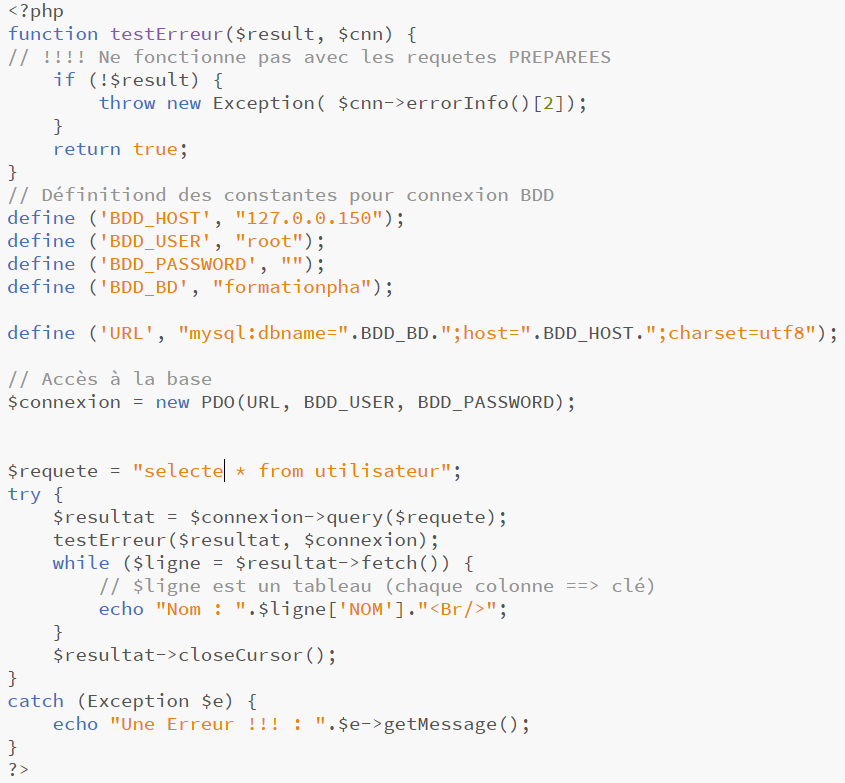 <?php
function testErreur($result, $cnn) {
// !!!! Ne fonctionne pas avec les requetes PREPAREES
    if (!$result) {
        throw new Exception( $cnn->errorInfo()[2]);
    }
    return true;
}
// Définitiond des constantes pour connexion BDD
define ('BDD_HOST', "127.0.0.150");
define ('BDD_USER', "root");
define ('BDD_PASSWORD', "");
define ('BDD_BD', "formationpha");

define ('URL', "mysql:dbname=".BDD_BD.";host=".BDD_HOST.";charset=utf8");

// Accès à la base
$connexion = new PDO(URL, BDD_USER, BDD_PASSWORD);


$requete = "selecte * from utilisateur";
try {
    $resultat = $connexion->query($requete);
    testErreur($resultat, $connexion);
    while ($ligne = $resultat->fetch()) {
        // $ligne est un tableau (chaque colonne ==> clé)
        echo "Nom : ".$ligne['NOM']."<Br/>";
    }
    $resultat->closeCursor();
}
catch (Exception $e) {
    echo "Une Erreur !!! : ".$e->getMessage();
}
?>